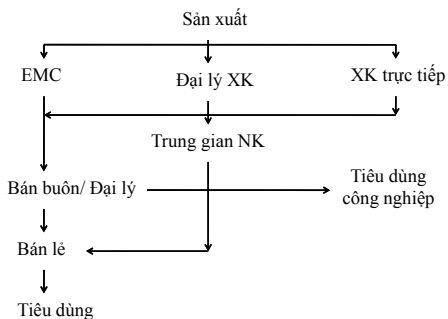 Sản xuất
EMC
Đại lý XK
XK trực tiếp
Trung gian NK
Bán buôn/ Đại lý
Tiêu dùng
công nghiệp
Bán lẻ
Tiêu dùng